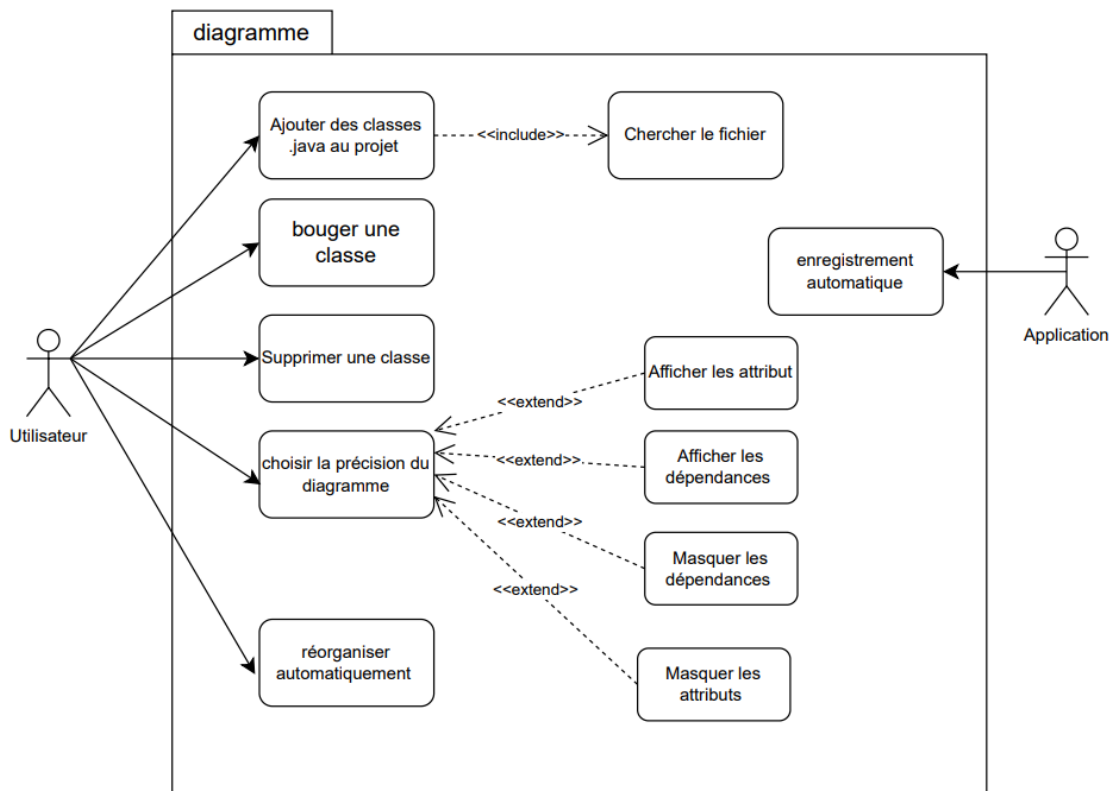 diagramme
Ajouter des classes
.java au projet
<<include>>
Chercher le fichier
bouger une
classe
enregistrement
automatique
Application
Supprimer une classe
Utilisateur
Afficher les attribut
<<extend>>
choisir la précision du
diagramme
<<extend>>
Afficher les
dépendances
<<extend>>
Masquer les
dépendances
<<extend>>
réorganiser
automatiquement
Masquer les
attributs